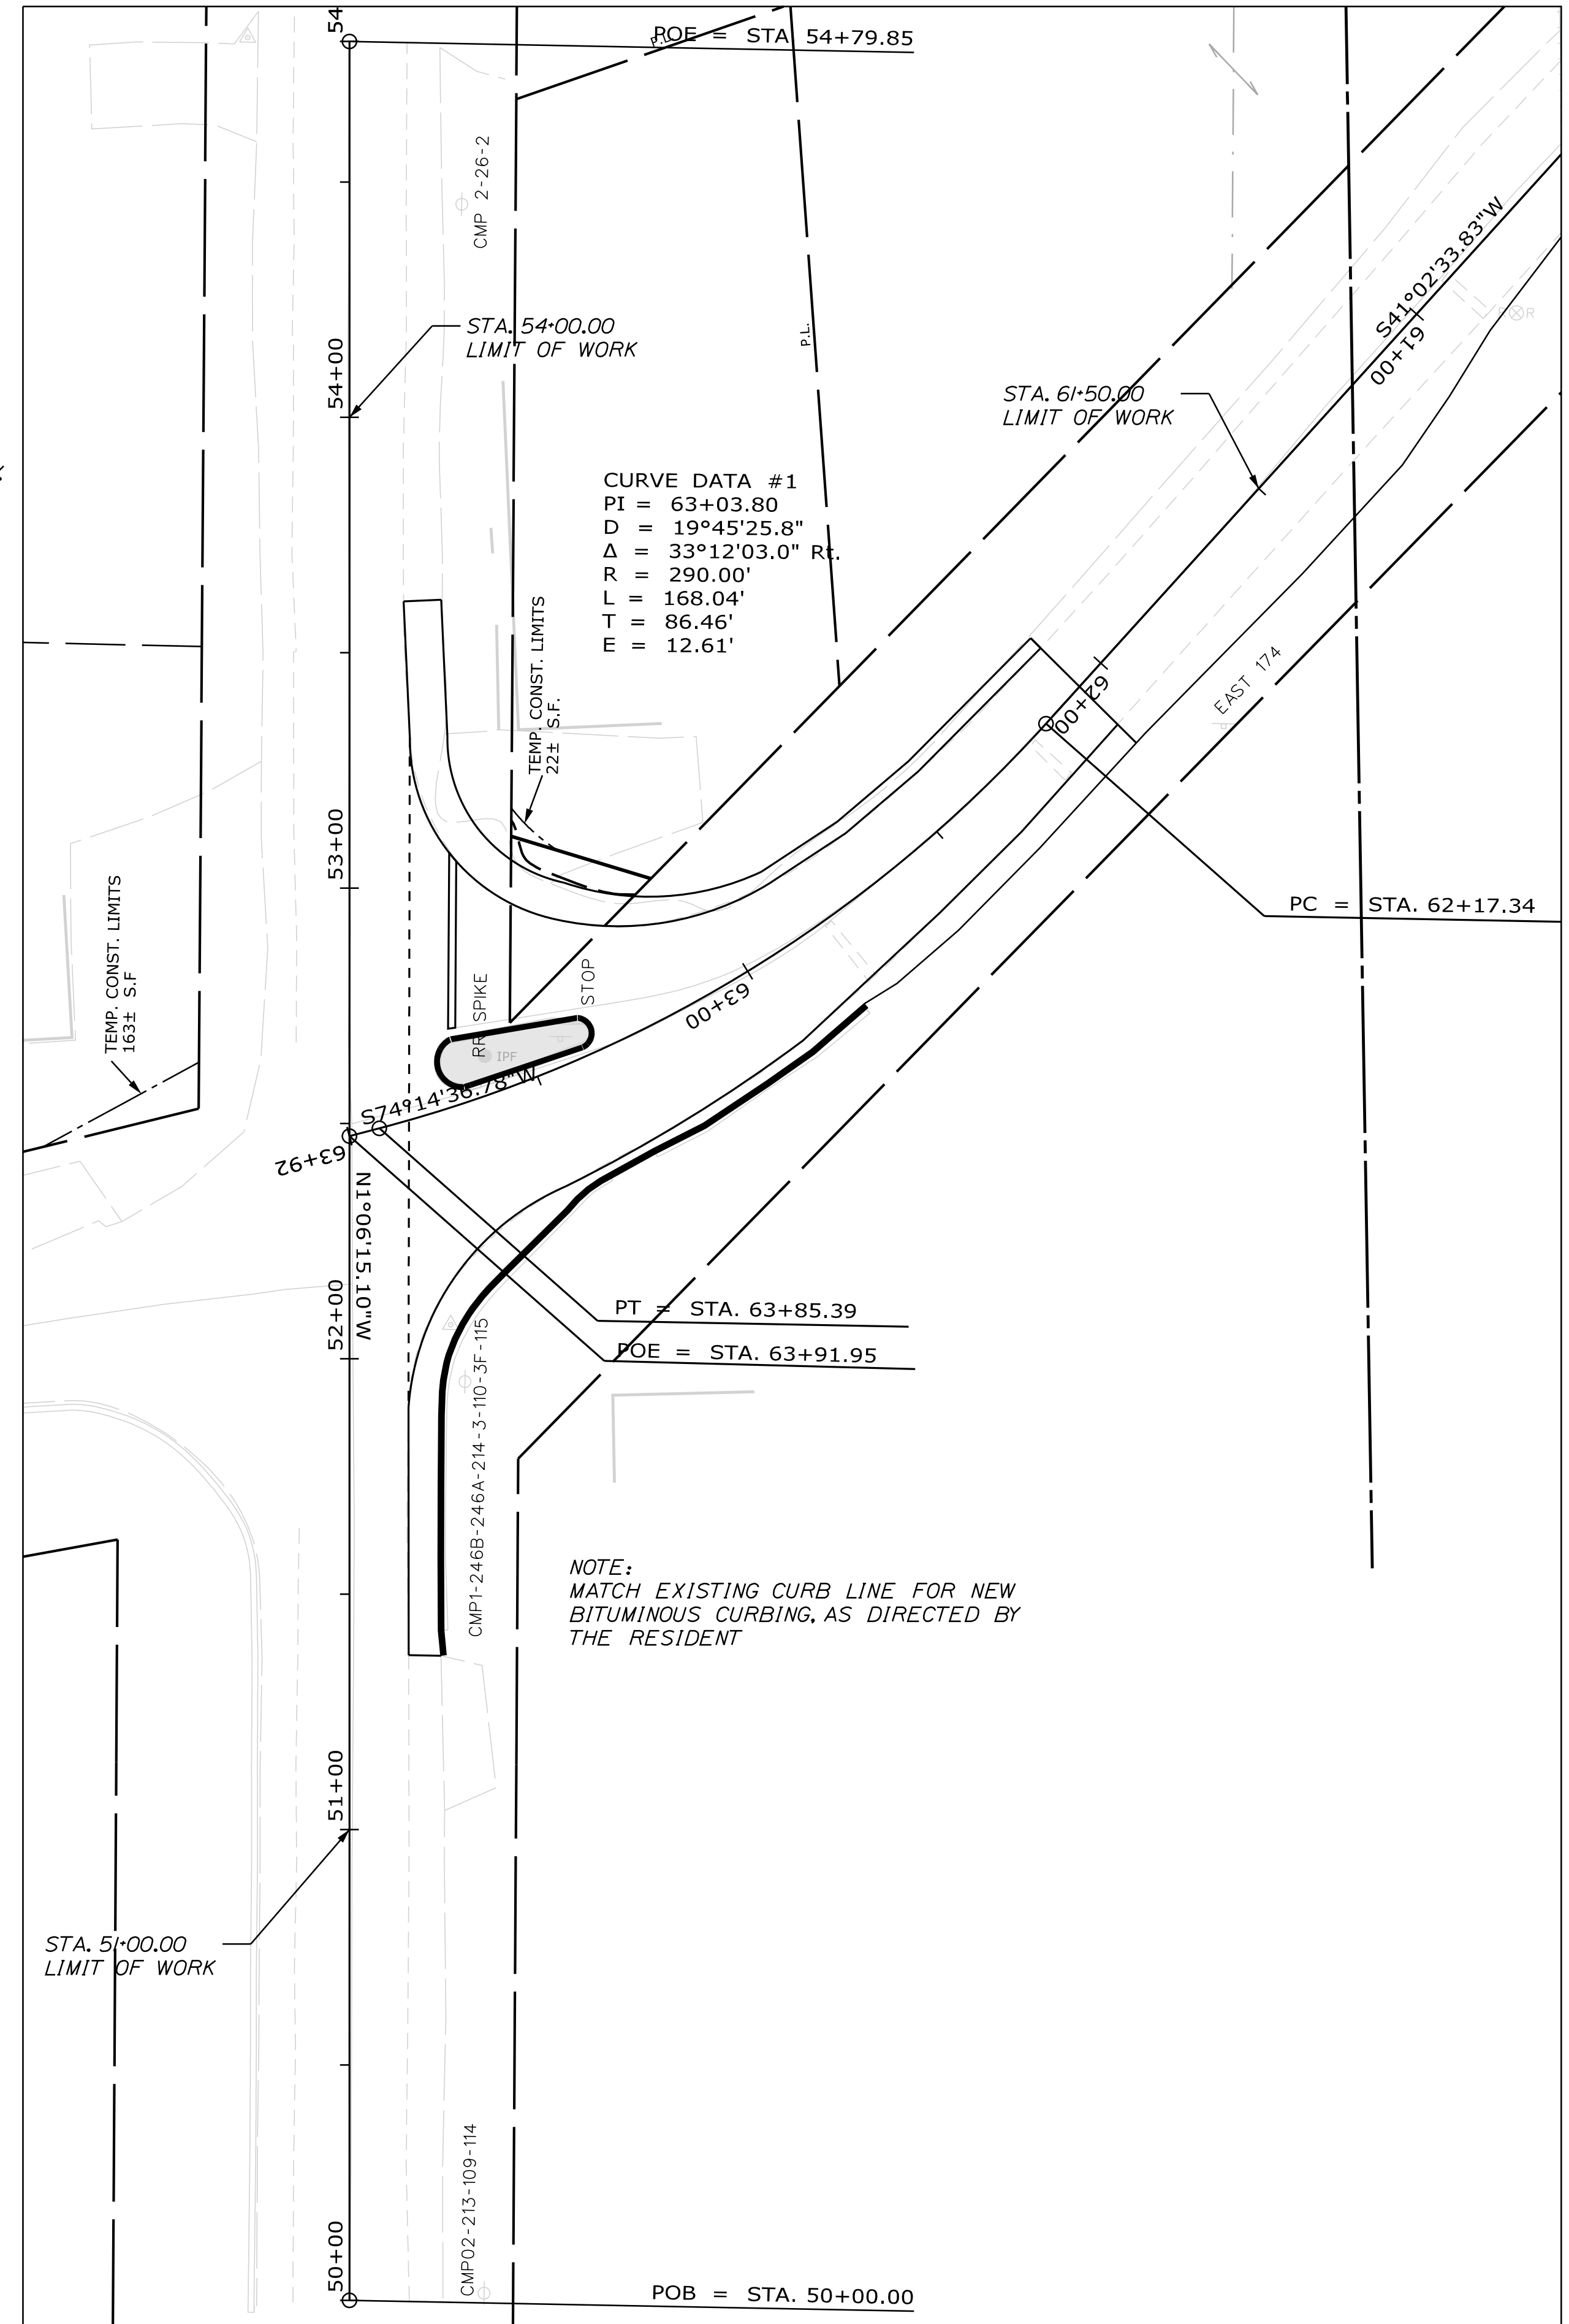 54
P.L.
POE = STA 54+79.85
CMP 2-26-2
STA. 54+00.00
LIMIT OF WORK
54+00
P.L.
S41°02'33.83"W
61+00
R
STA. 61+50.00
LIMIT OF WORK
CURVE DATA #1
PI = 63+03.80
D = 19°45'25.8"
Δ = 33°12'03.0" Rt.
R = 290.00'
L = 168.04'
T = 86.46'
E = 12.61'
TEMP. CONST. LIMITS
22± S.F.
62+00
EAST 174
53+00
PC = STA. 62+17.34
TEMP. CONST. LIMITS
163± S.F
RR SPIKE
STOP
63+00
IPF
S74°14'36.78"W
63+92
N1°06'15.10"W
52+00
PT = STA. 63+85.39
POE = STA. 63+91.95
CMP1-246B-246A-214-3-110-3F-115
NOTE:
MATCH EXISTING CURB LINE FOR NEW
BITUMINOUS CURBING, AS DIRECTED BY
THE RESIDENT
51+00
STA. 51+00.00
LIMIT OF WORK
CMP02-213-109-114
50+00
POB = STA. 50+00.00